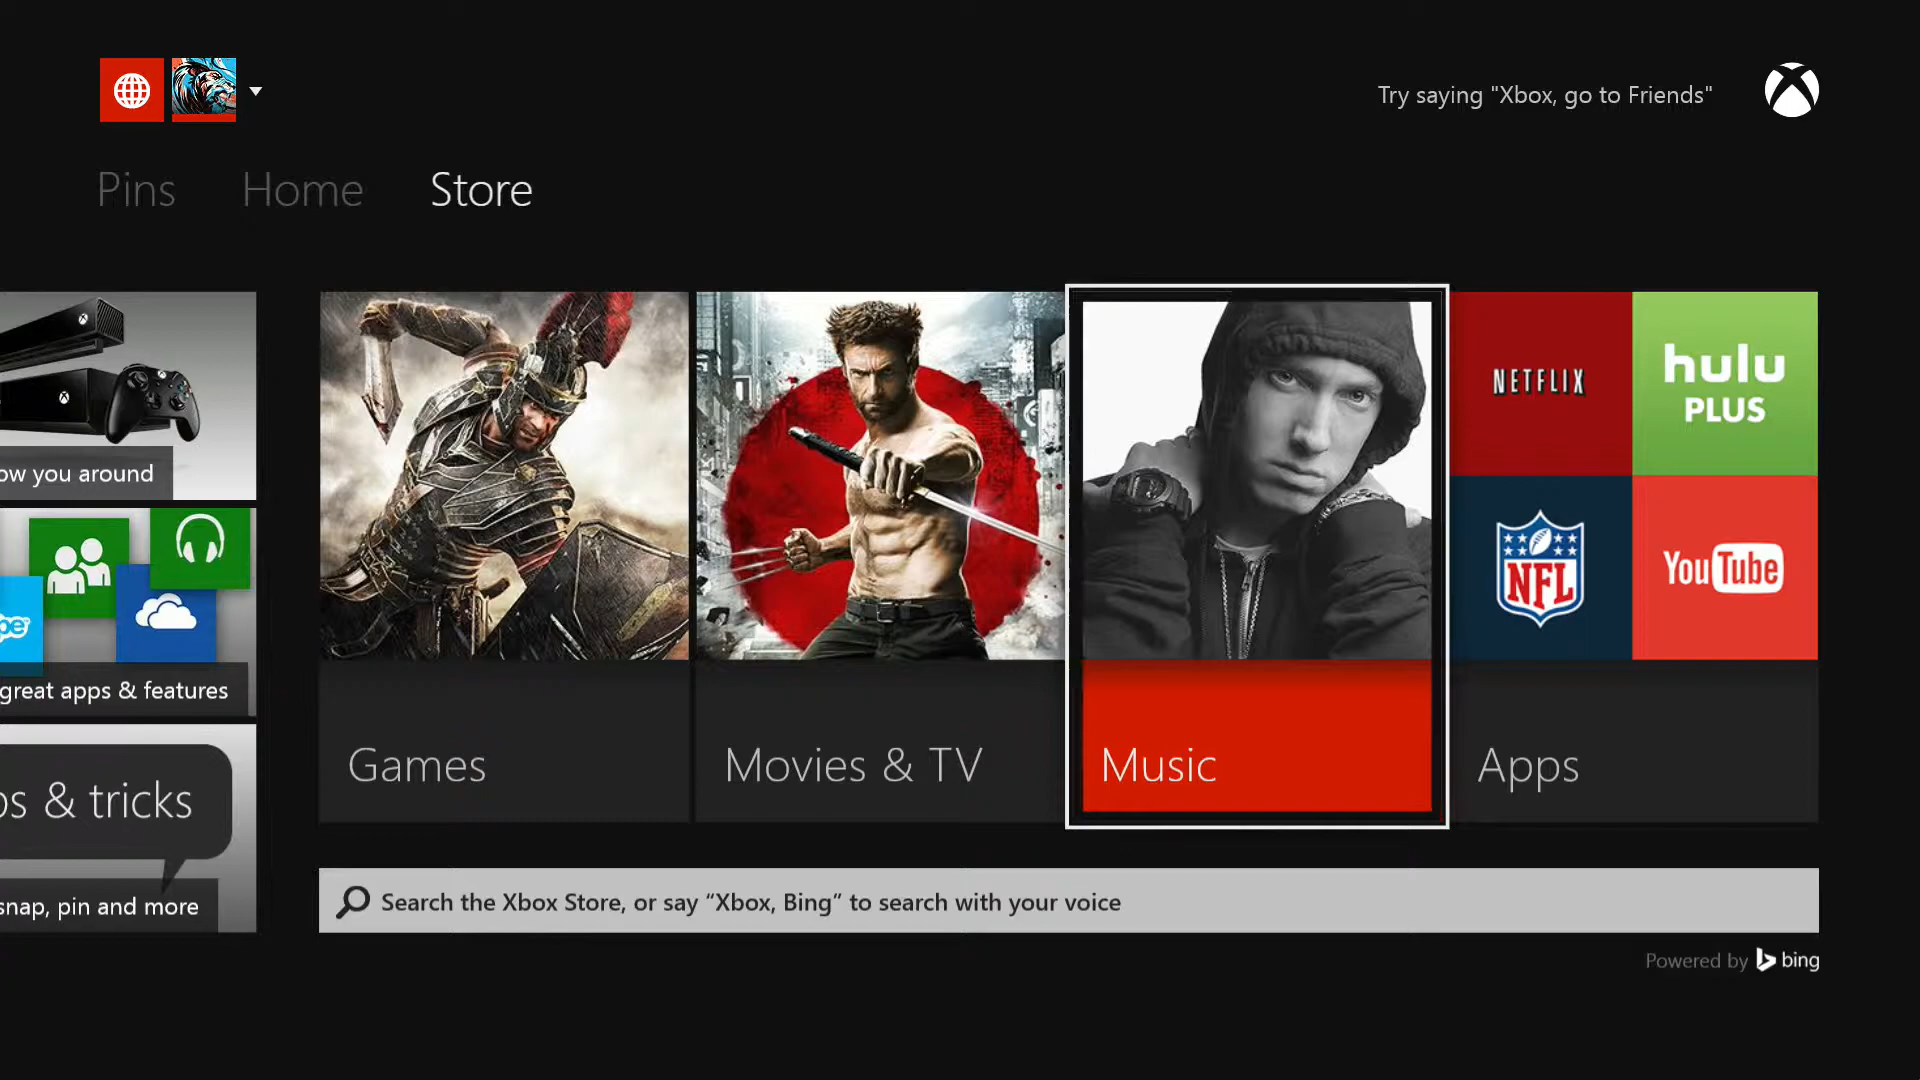 Try saying "Xbox, go to Friends"
Pins Home Store
ow you around
great apps & features
& tricks
snap, pin and more
Games
Movies & TV
Music
NETFLIX
hulu
PLUS
NFL
YouTube
Apps
Search the Xbox Store, or say “Xbox, Bing” to search with your voice
Powered by bing